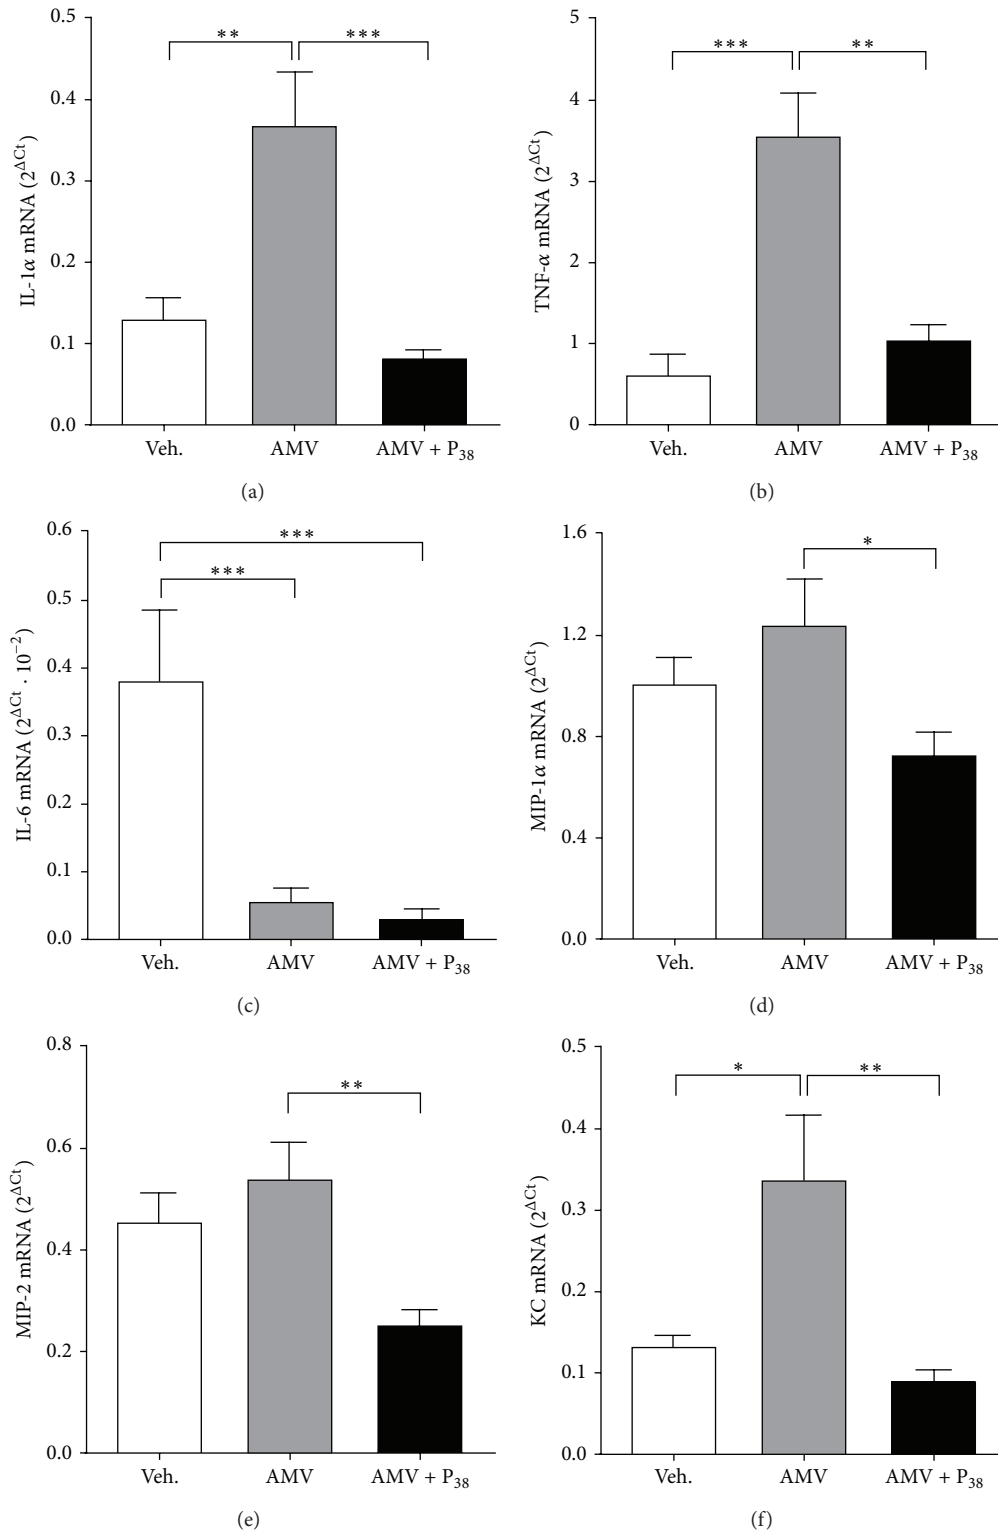 0.5
0.4
0.3
0.2
0.1
0.0
IL-1α mRNA (2^ΔCt)
** ***
Veh. AMV AMV + P₃₈
(a)
5
4
3
2
1
0
TNF-α mRNA (2^ΔCt)
*** **
Veh. AMV AMV + P₃₈
(b)
0.6
0.5
0.4
0.3
0.2
0.1
0.0
IL-6 mRNA (2^ΔCt · 10⁻²)
***
***
Veh. AMV AMV + P₃₈
(c)
1.6
1.2
0.8
0.4
0.0
MIP-1α mRNA (2^ΔCt)
*
Veh. AMV AMV + P₃₈
(d)
0.8
0.6
0.4
0.2
0.0
MIP-2 mRNA (2^ΔCt)
**
Veh. AMV AMV + P₃₈
(e)
0.5
0.4
0.3
0.2
0.1
0.0
KC mRNA (2^ΔCt)
* **
Veh. AMV AMV + P₃₈
(f)